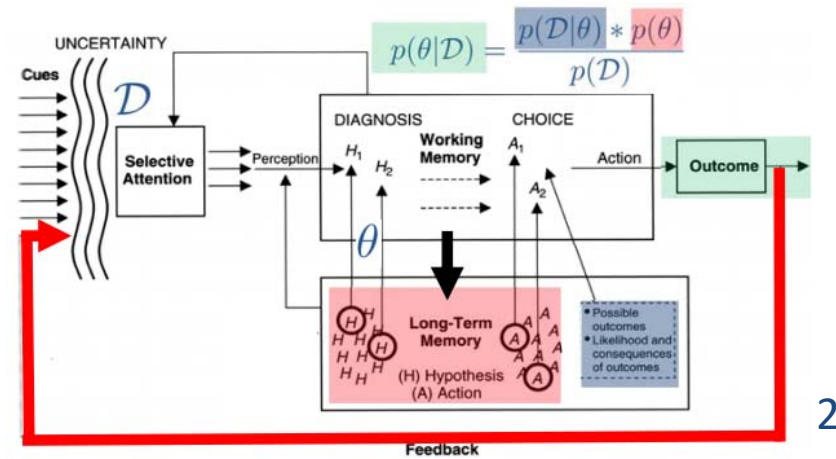 p(θ|D) = p(D|θ) * p(θ) / p(D)
UNCERTAINTY
Cues
D
DIAGNOSIS
CHOICE
Working
Memory
H1
H2
A1
A2
Selective
Attention
Perception
Action
Outcome
θ
Long-Term
Memory
H
H
H
H
H
H
H
H
H
H
A
A
A
A
A
A
A
A
A
A
(H) Hypothesis
(A) Action
• Possible
outcomes
• Likelihood and
consequences
of outcomes
2
Feedback